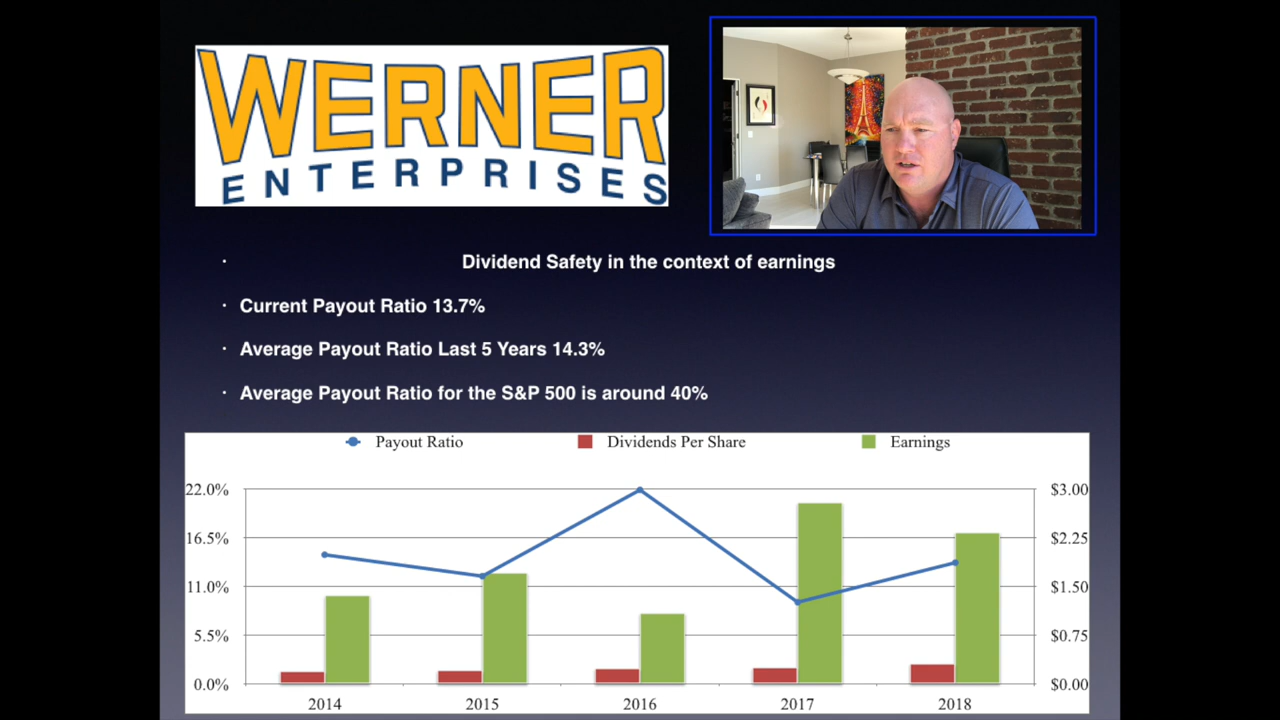 WERNER
ENTERPRISES
· Dividend Safety in the context of earnings
· Current Payout Ratio 13.7%
· Average Payout Ratio Last 5 Years 14.3%
· Average Payout Ratio for the S&P 500 is around 40%
Payout Ratio Dividends Per Share Earnings
22.0% $3.00
16.5% $2.25
11.0% $1.50
5.5% $0.75
0.0% $0.00
2014 2015 2016 2017 2018